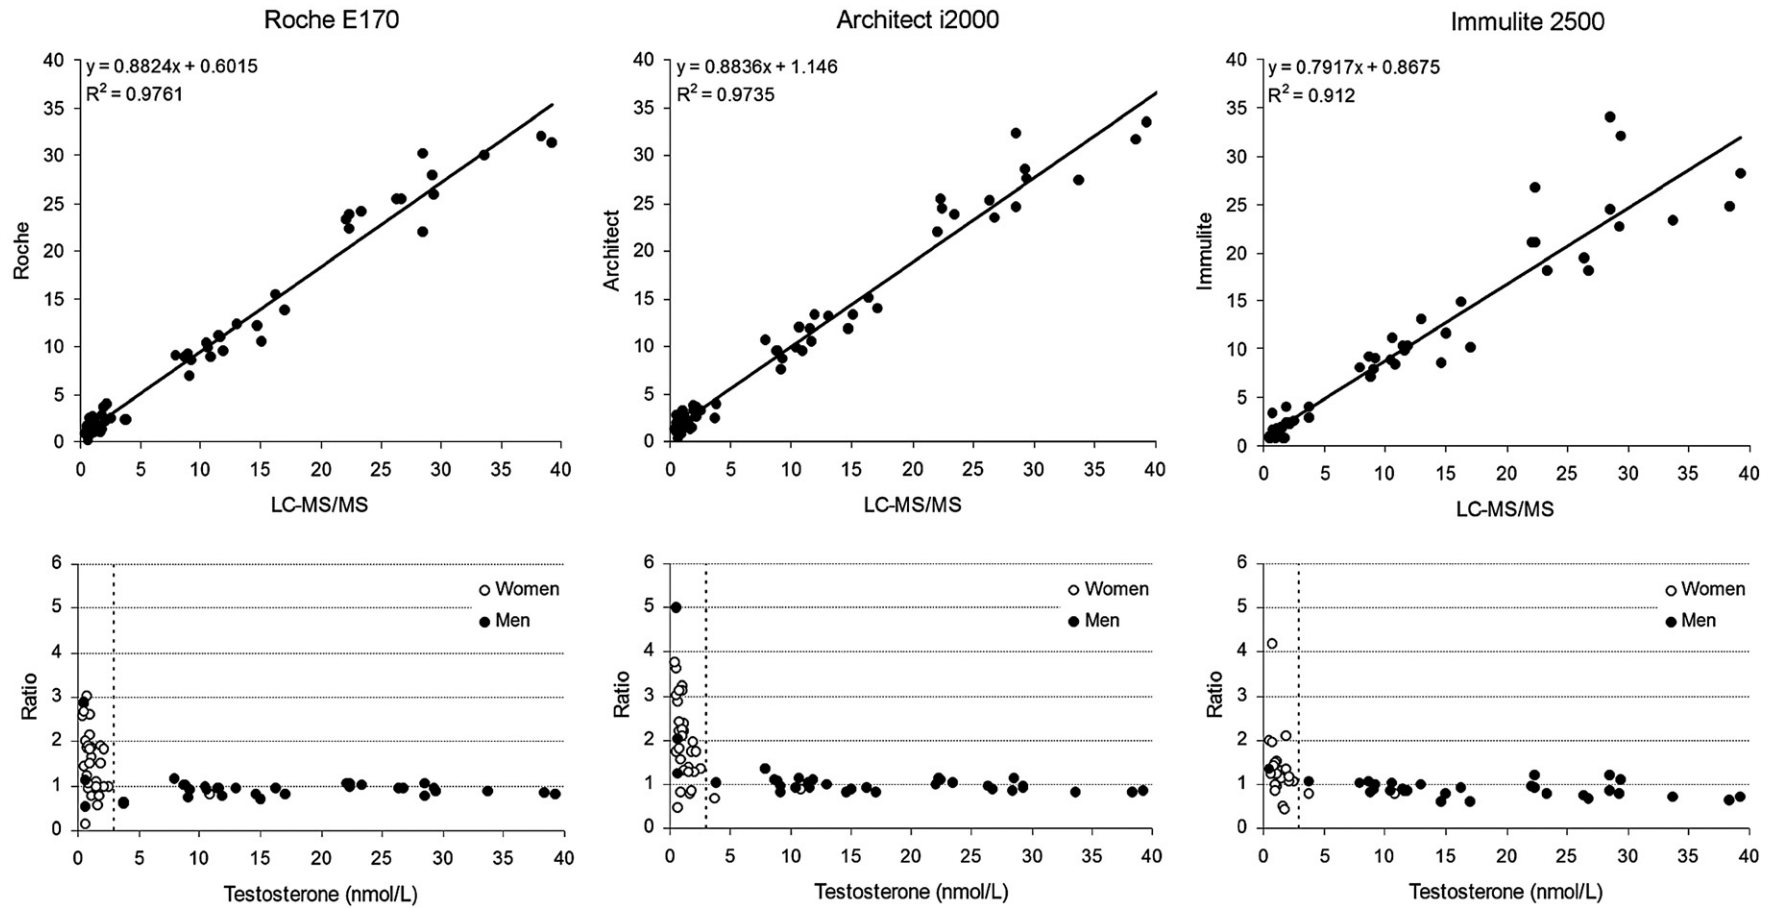 Roche E170
Architect i2000
Immulite 2500
y = 0.8824x + 0.6015
R² = 0.9761
40
35
30
25
20
15
10
5
0
Roche
0 5 10 15 20 25 30 35 40
LC-MS/MS
y = 0.8836x + 1.146
R² = 0.9735
40
35
30
25
20
15
10
5
0
Architect
0 5 10 15 20 25 30 35 40
LC-MS/MS
y = 0.7917x + 0.8675
R² = 0.912
40
35
30
25
20
15
10
5
0
Immulite
0 5 10 15 20 25 30 35 40
LC-MS/MS
6
5
4
3
2
1
0
Ratio
Women
Men
0 5 10 15 20 25 30 35 40
Testosterone (nmol/L)
6
5
4
3
2
1
0
Ratio
Women
Men
0 5 10 15 20 25 30 35 40
Testosterone (nmol/L)
6
5
4
3
2
1
0
Ratio
Women
Men
0 5 10 15 20 25 30 35 40
Testosterone (nmol/L)